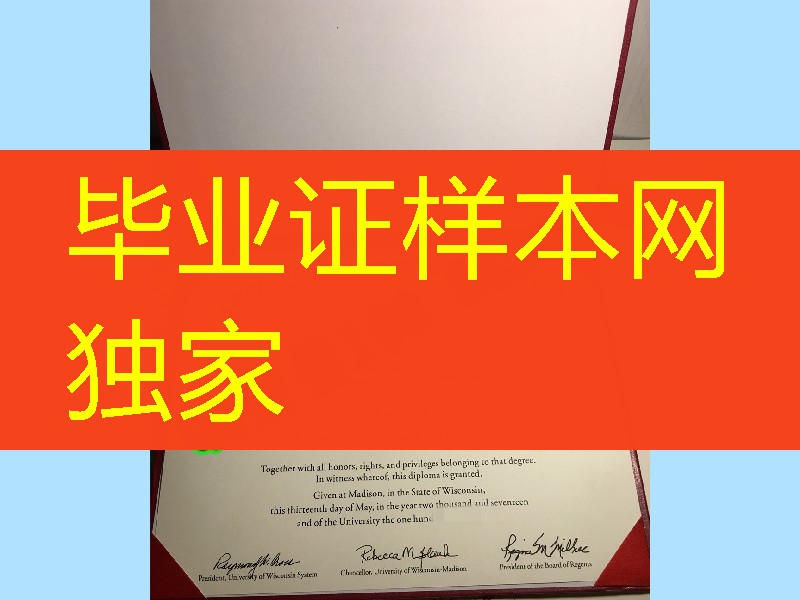 毕业证样本网
独家
Together with all honors, rights, and privileges belonging to that degree.
In witness whereof, this diploma is granted.
Given at Madison, in the State of Wisconsin,
this thirteenth day of May, in the year two thousand and seventeen
and of the University the one hund
President, University of Wisconsin System
Chancellor, University of Wisconsin-Madison
President of the Board of Regents